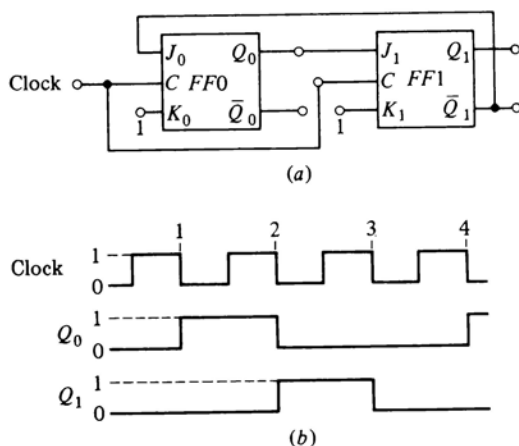 J₀ Q₀ J₁ Q₁
Clock C FF0 C FF1
1 K₀ Q̄₀ 1 K₁ Q̄₁
(a)
1 2 3 4
Clock 1 0
Q₀ 1 0
Q₁ 1 0
(b)